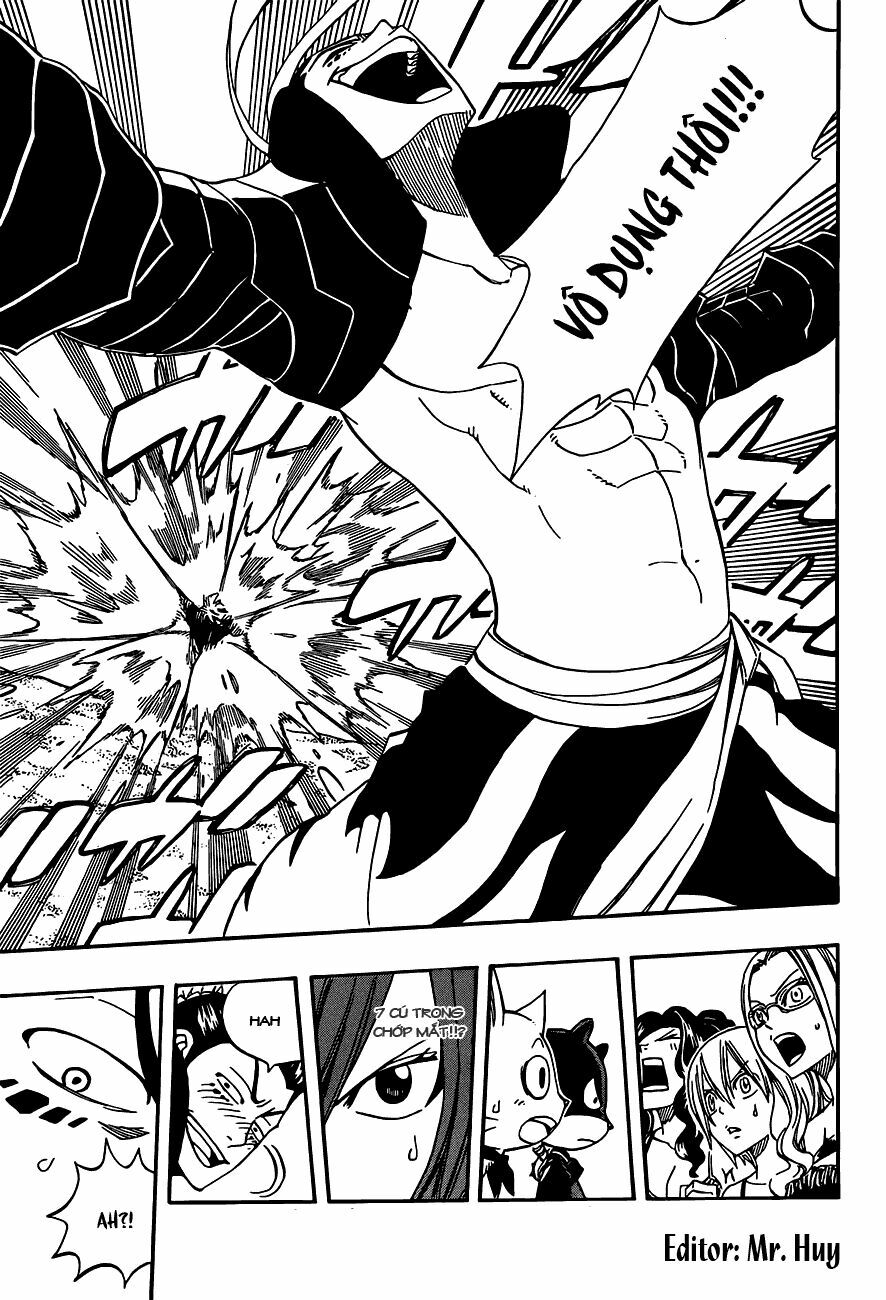 VÔ DỤNG THÔI!!!
7 CÚ TRONG
CHỚP MẮT!!?
HAH
AH?!
Editor: Mr. Huy